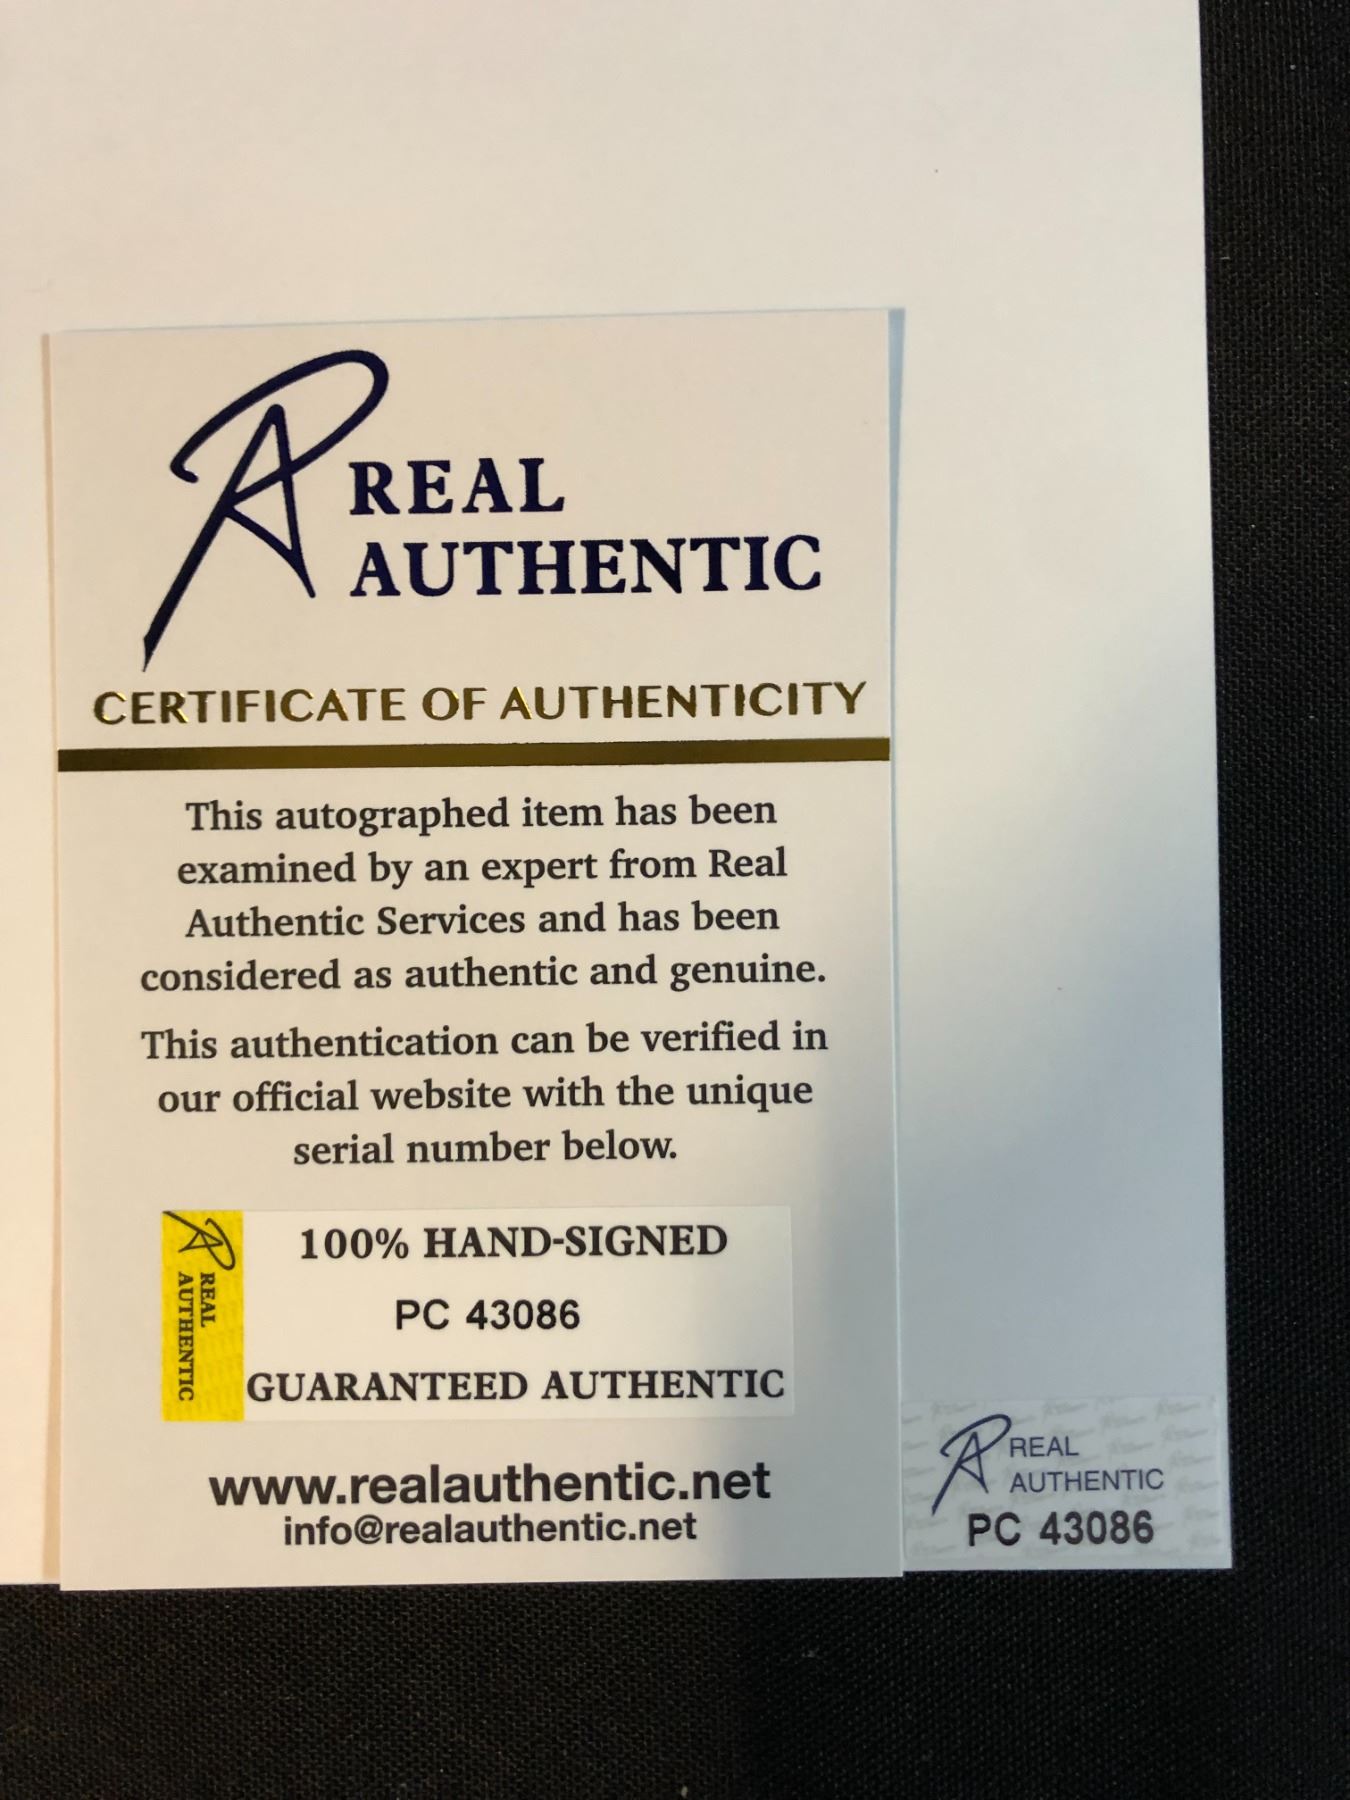 REAL
AUTHENTIC
CERTIFICATE OF AUTHENTICITY
This autographed item has been
examined by an expert from Real
Authentic Services and has been
considered as authentic and genuine.
This authentication can be verified in
our official website with the unique
serial number below.
REAL
AUTHENTIC
100% HAND-SIGNED
PC 43086
GUARANTEED AUTHENTIC
www.realauthentic.net
info@realauthentic.net
REAL
AUTHENTIC
PC 43086